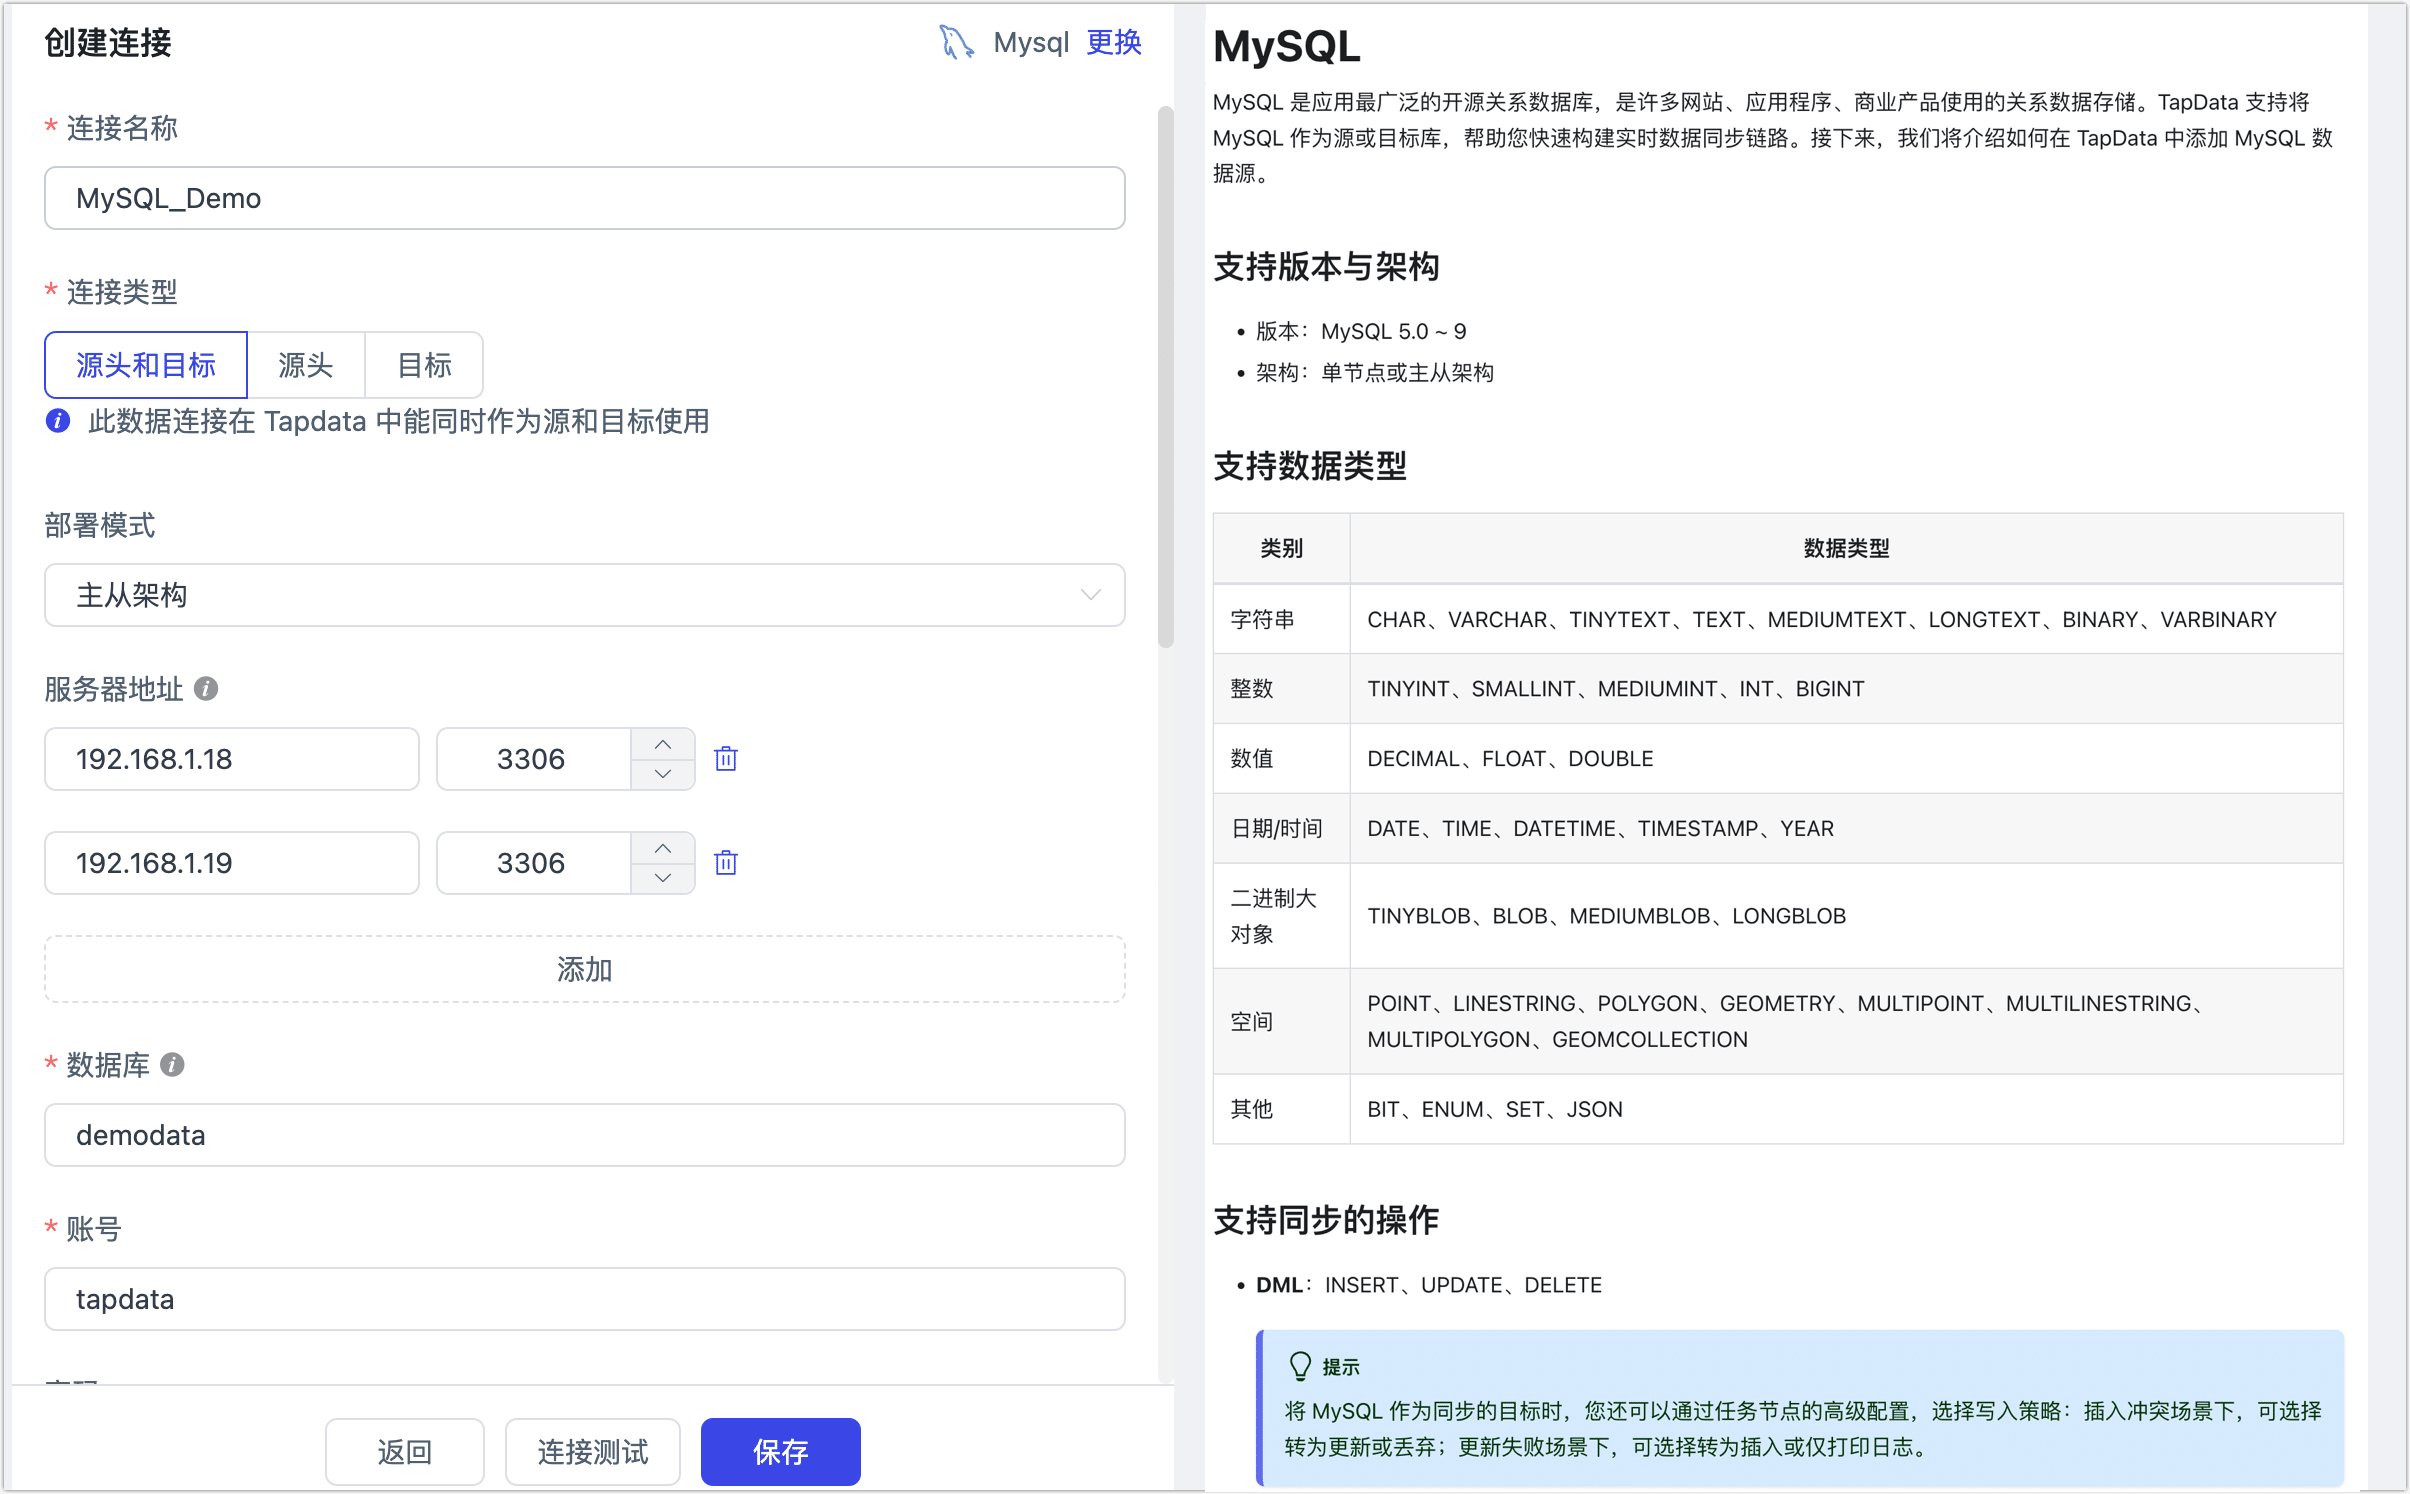 创建连接
Mysql 更换
* 连接名称
MySQL_Demo
* 连接类型
源头和目标 源头 目标
此数据连接在 Tapdata 中能同时作为源和目标使用
部署模式
主从架构
服务器地址
192.168.1.18 3306
192.168.1.19 3306
添加
* 数据库
demodata
* 账号
tapdata
返回 连接测试 保存
MySQL
MySQL 是应用最广泛的开源关系数据库，是许多网站、应用程序、商业产品使用的关系数据存储。TapData 支持将
MySQL 作为源或目标库，帮助您快速构建实时数据同步链路。接下来，我们将介绍如何在 TapData 中添加 MySQL 数
据源。
支持版本与架构
• 版本：MySQL 5.0 ~ 9
• 架构：单节点或主从架构
支持数据类型
类别 数据类型
字符串 CHAR、VARCHAR、TINYTEXT、TEXT、MEDIUMTEXT、LONGTEXT、BINARY、VARBINARY
整数 TINYINT、SMALLINT、MEDIUMINT、INT、BIGINT
数值 DECIMAL、FLOAT、DOUBLE
日期/时间 DATE、TIME、DATETIME、TIMESTAMP、YEAR
二进制大
对象 TINYBLOB、BLOB、MEDIUMBLOB、LONGBLOB
空间 POINT、LINESTRING、POLYGON、GEOMETRY、MULTIPOINT、MULTILINESTRING、
MULTIPOLYGON、GEOMCOLLECTION
其他 BIT、ENUM、SET、JSON
支持同步的操作
• DML：INSERT、UPDATE、DELETE
提示
将 MySQL 作为同步的目标时，您还可以通过任务节点的高级配置，选择写入策略：插入冲突场景下，可选择
转为更新或丢弃；更新失败场景下，可选择转为插入或仅打印日志。